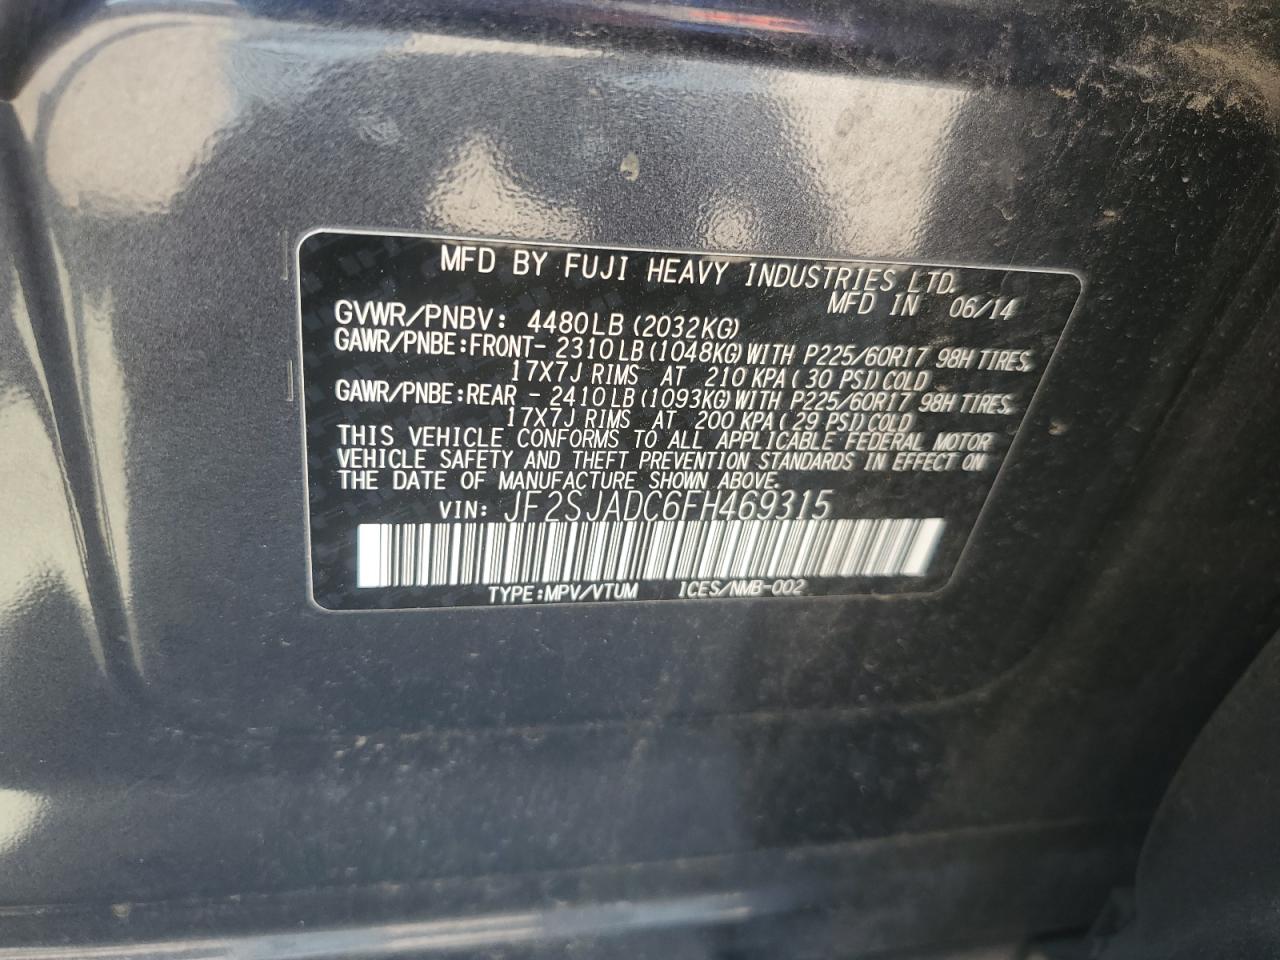 MFD BY FUJI HEAVY INDUSTRIES LTD.
MFD IN 06/14
GVWR/PNBV: 4480LB (2032KG)
GAWR/PNBE:FRONT- 2310LB (1048KG) WITH P225/60R17 98H TIRES,
17X7J RIMS AT 210 KPA (30 PSI) COLD
GAWR/PNBE:REAR - 2410LB (1093KG) WITH P225/60R17 98H TIRES,
17X7J RIMS AT 200 KPA (29 PSI) COLD
THIS VEHICLE CONFORMS TO ALL APPLICABLE FEDERAL MOTOR
VEHICLE SAFETY AND THEFT PREVENTION STANDARDS IN EFFECT ON
THE DATE OF MANUFACTURE SHOWN ABOVE.
VIN: JF2SJADC6FH469315
TYPE:MPV/VTUM ICES/NMB-002